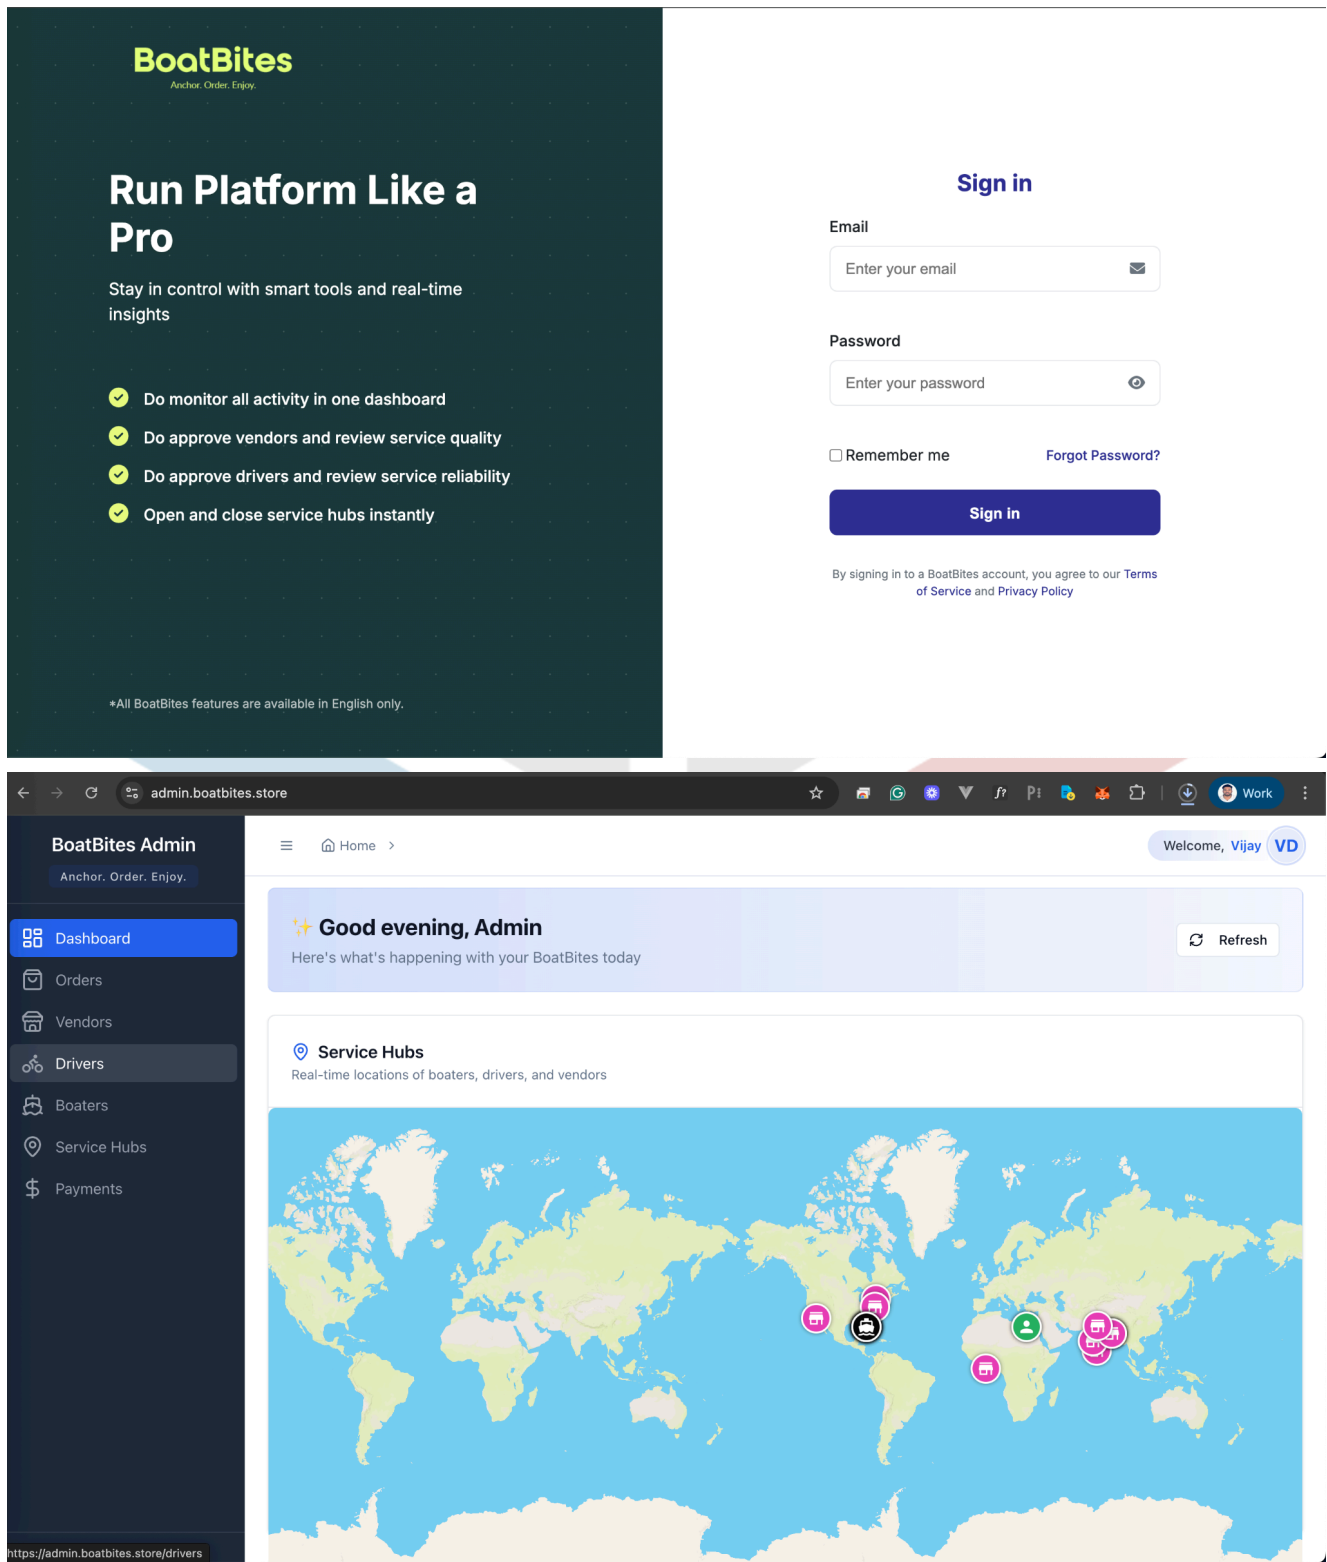 BoatBites
Anchor. Order. Enjoy.
Run Platform Like a
Pro
Stay in control with smart tools and real-time
insights
Do monitor all activity in one dashboard
Do approve vendors and review service quality
Do approve drivers and review service reliability
Open and close service hubs instantly
*All BoatBites features are available in English only.
Sign in
Email
Enter your email
Password
Enter your password
Remember me
Forgot Password?
Sign in
By signing in to a BoatBites account, you agree to our Terms
of Service and Privacy Policy
admin.boatbites.store
f?
Work
BoatBites Admin
Anchor. Order. Enjoy.
Dashboard
Orders
Vendors
Drivers
Boaters
Service Hubs
Payments
https://admin.boatbites.store/drivers
Home
Welcome, Vijay
VD
✨ Good evening, Admin
Here's what's happening with your BoatBites today
Refresh
Service Hubs
Real-time locations of boaters, drivers, and vendors